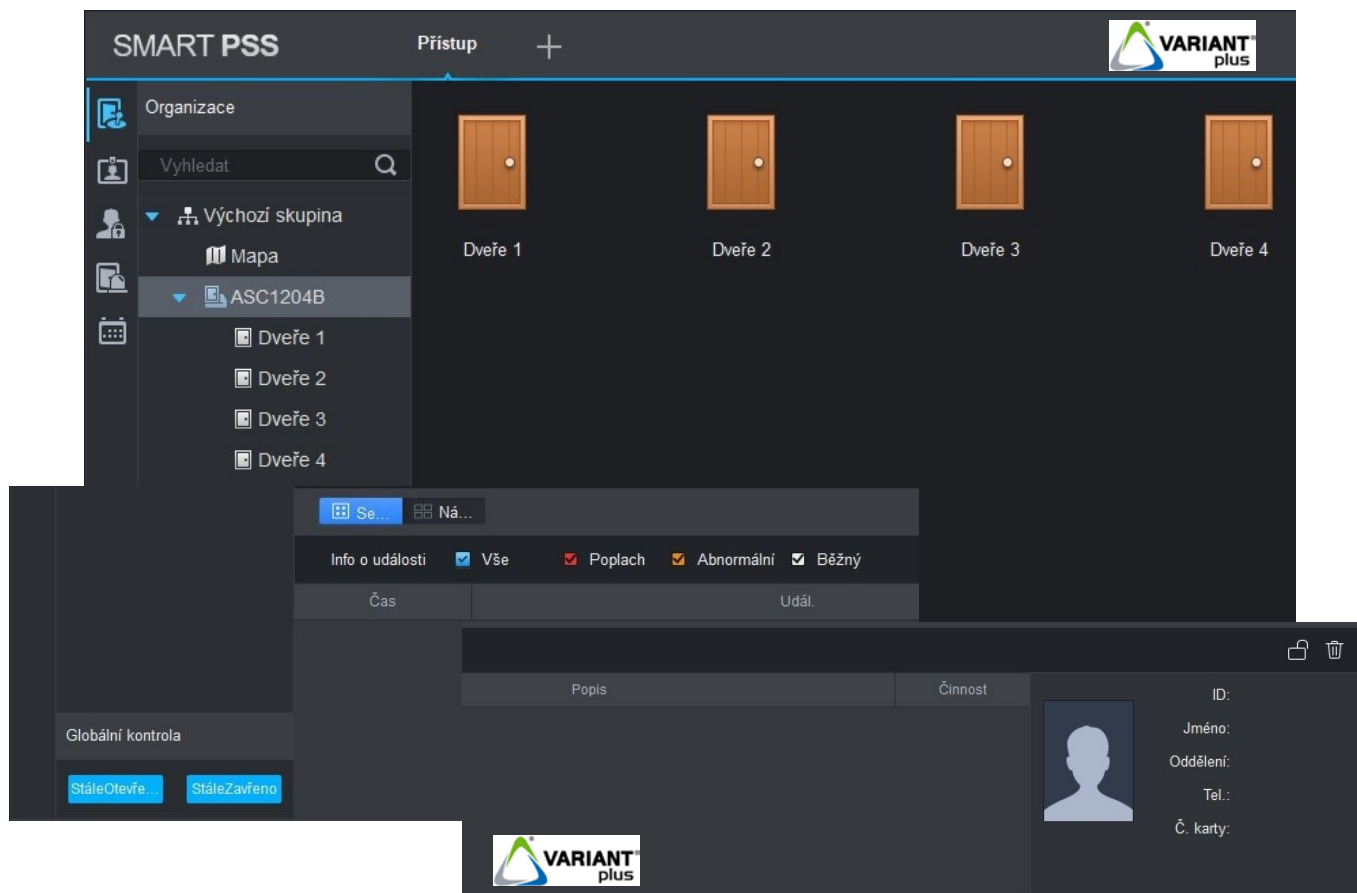 SMART PSS
Přístup
VARIANT
plus
Organizace
Vyhledat
Výchozí skupina
Mapa
ASC1204B
Dveře 1
Dveře 2
Dveře 3
Dveře 4
Dveře 1
Dveře 2
Dveře 3
Dveře 4
Se...
Ná...
Info o události
Vše
Poplach
Abnormální
Běžný
Čas
Udál.
Globální kontrola
StáleOtevře...
StáleZavřeno
Popis
Činnost
ID:
Jméno:
Oddělení:
Tel.:
Č. karty:
VARIANT
plus